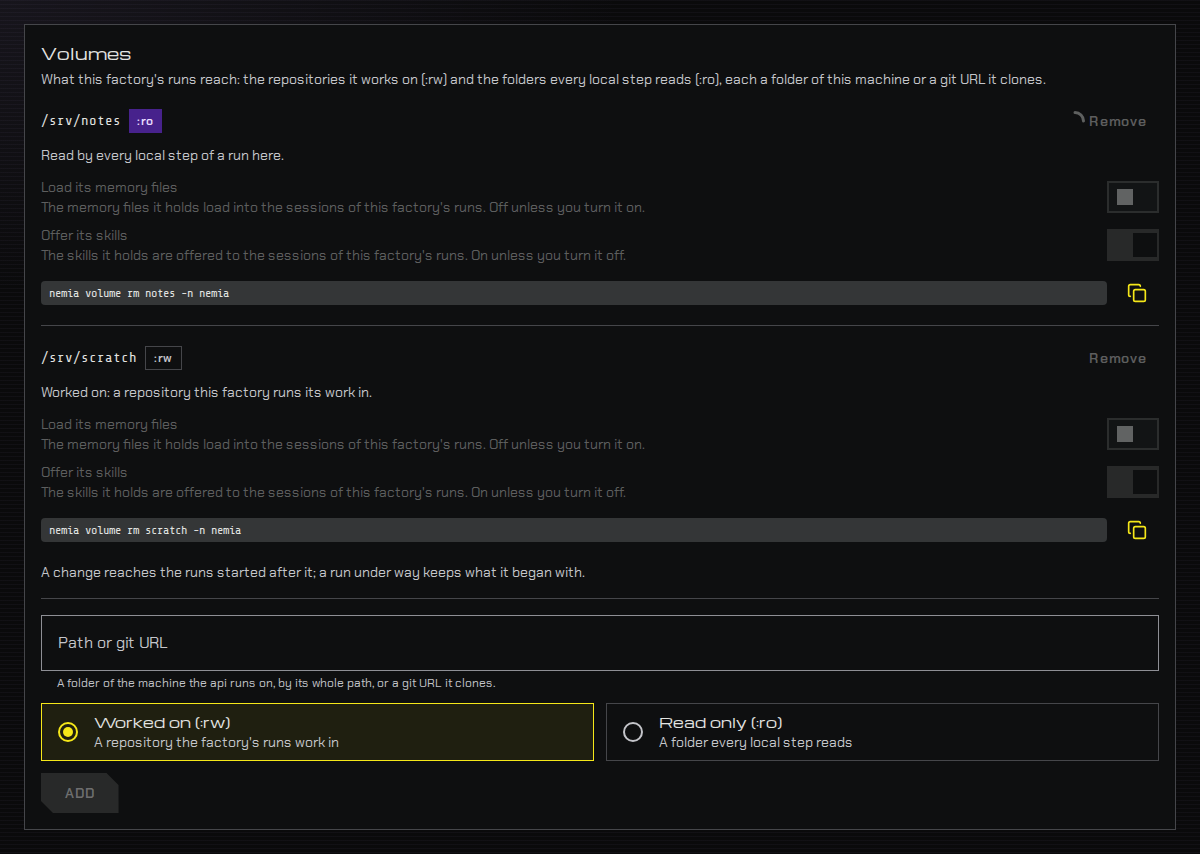 Volumes
What this factory's runs reach: the repositories it works on (:rw) and the folders every local step reads (:ro), each a folder of this machine or a git URL it clones.
/srv/notes :ro Remove
Read by every local step of a run here.
Load its memory files
The memory files it holds load into the sessions of this factory's runs. Off unless you turn it on.
Offer its skills
The skills it holds are offered to the sessions of this factory's runs. On unless you turn it off.
nemia volume rm notes -n nemia
/srv/scratch :rw Remove
Worked on: a repository this factory runs its work in.
Load its memory files
The memory files it holds load into the sessions of this factory's runs. Off unless you turn it on.
Offer its skills
The skills it holds are offered to the sessions of this factory's runs. On unless you turn it off.
nemia volume rm scratch -n nemia
A change reaches the runs started after it; a run under way keeps what it began with.
Path or git URL
A folder of the machine the api runs on, by its whole path, or a git URL it clones.
Worked on (:rw)
A repository the factory's runs work in
Read only (:ro)
A folder every local step reads
ADD